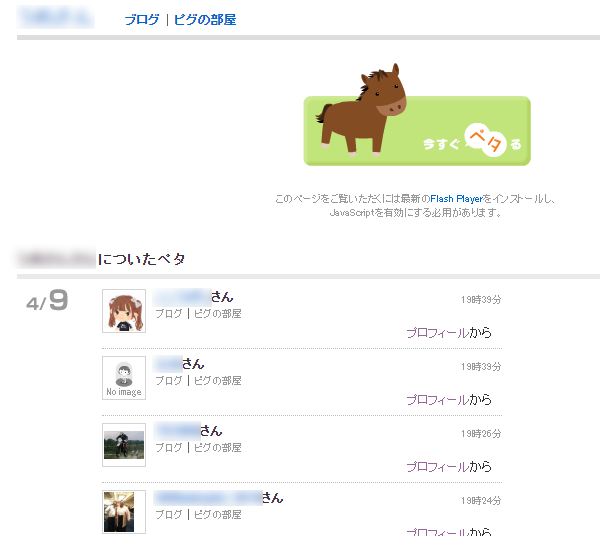 ブログ | ピグの部屋
今すぐ ペタ る
このページをご覧いただくには最新のFlash Playerをインストールし、
JavaScriptを有効にする必用があります。
についたペタ
4/9
さん 19時39分
ブログ | ピグの部屋
プロフィールから
さん 19時39分
No image
ブログ | ピグの部屋
プロフィールから
さん 19時26分
ブログ | ピグの部屋
プロフィールから
さん 19時24分
ブログ | ピグの部屋
プロフィールから